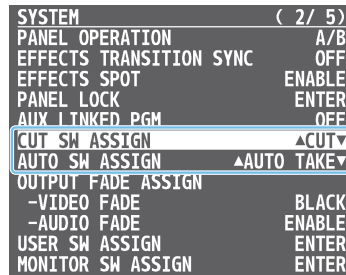 SYSTEM ( 2/ 5)
PANEL OPERATION A/B
EFFECTS TRANSITION SYNC OFF
EFFECTS SPOT ENABLE
PANEL LOCK ENTER
AUX LINKED PGM OFF
CUT SW ASSIGN ▲CUT▼
AUTO SW ASSIGN ▲AUTO TAKE▼
OUTPUT FADE ASSIGN
-VIDEO FADE BLACK
-AUDIO FADE ENABLE
USER SW ASSIGN ENTER
MONITOR SW ASSIGN ENTER